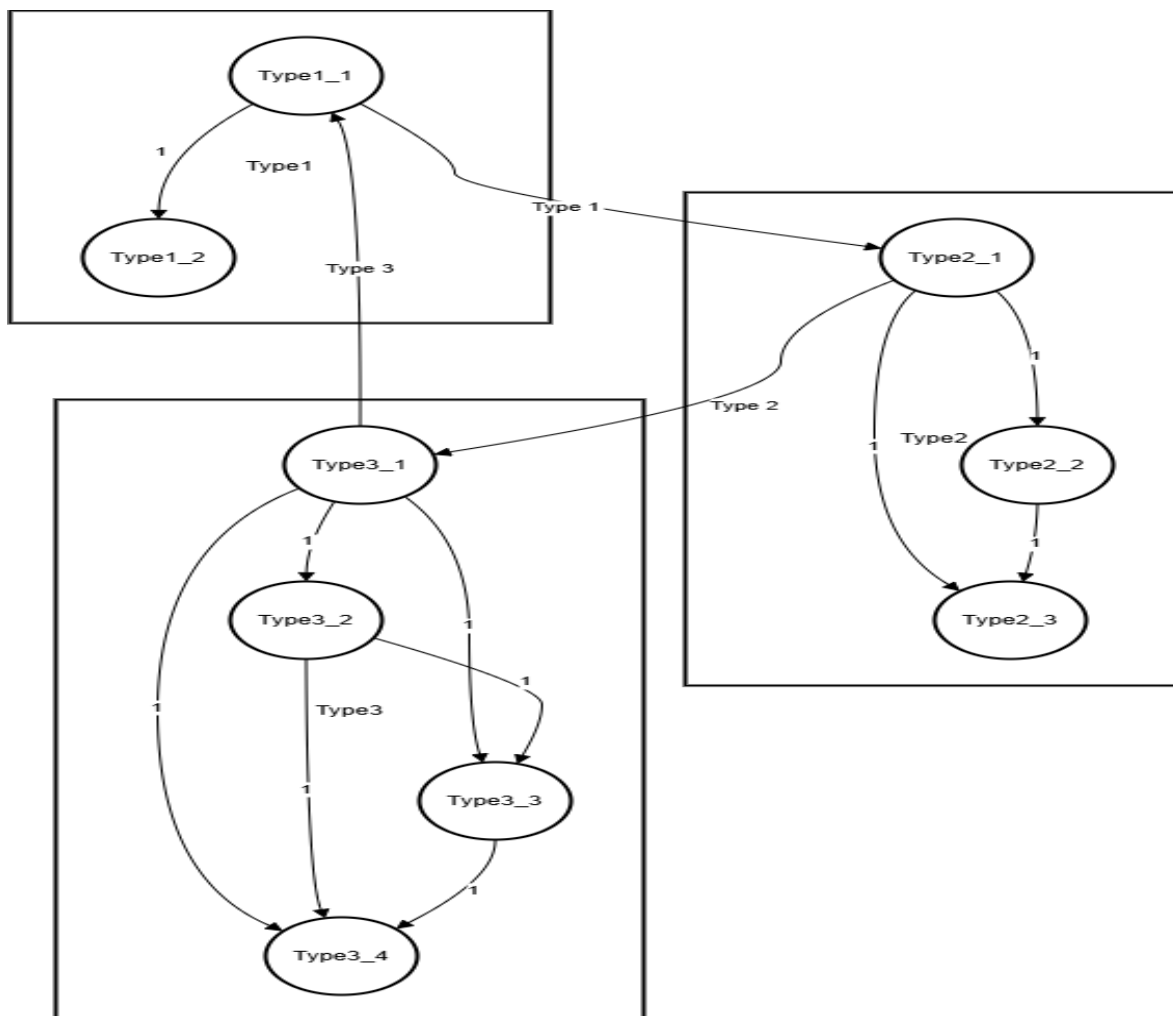 Type1_1
1
Type1
Type1_2
Type 3
Type 1
Type2_1
1
Type 2
Type2
1
Type2_2
1
Type2_3
Type3_1
1
Type3_2
1
1
1
Type3
1
Type3_3
1
Type3_4